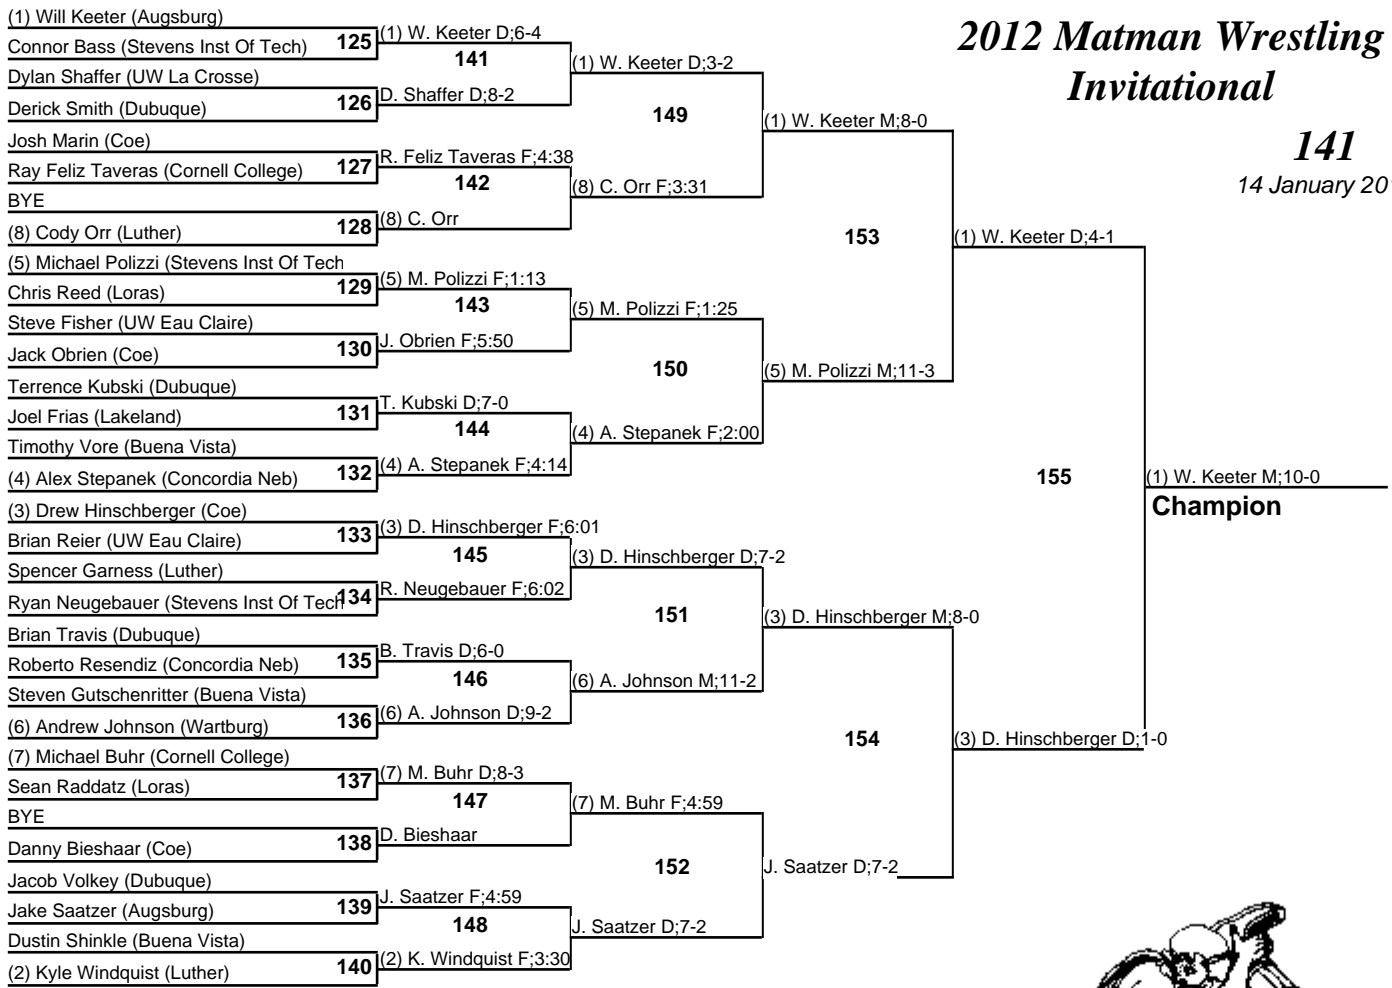 2012 Matman Wrestling
Invitational
141
14 January 20
(1) Will Keeter (Augsburg)
Connor Bass (Stevens Inst Of Tech)
125
Dylan Shaffer (UW La Crosse)
Derick Smith (Dubuque)
126
Josh Marin (Coe)
Ray Feliz Taveras (Cornell College)
127
BYE
(8) Cody Orr (Luther)
128
(5) Michael Polizzi (Stevens Inst Of Tech
Chris Reed (Loras)
129
Steve Fisher (UW Eau Claire)
Jack Obrien (Coe)
130
Terrence Kubski (Dubuque)
Joel Frias (Lakeland)
131
Timothy Vore (Buena Vista)
(4) Alex Stepanek (Concordia Neb)
132
(3) Drew Hinschberger (Coe)
Brian Reier (UW Eau Claire)
133
Spencer Garness (Luther)
Ryan Neugebauer (Stevens Inst Of Tech
134
Brian Travis (Dubuque)
Roberto Resendiz (Concordia Neb)
135
Steven Gutschenritter (Buena Vista)
(6) Andrew Johnson (Wartburg)
136
(7) Michael Buhr (Cornell College)
Sean Raddatz (Loras)
137
BYE
Danny Bieshaar (Coe)
138
Jacob Volkey (Dubuque)
Jake Saatzer (Augsburg)
139
Dustin Shinkle (Buena Vista)
(2) Kyle Windquist (Luther)
140
(1) W. Keeter D;6-4
141
D. Shaffer D;8-2
R. Feliz Taveras F;4:38
142
(8) C. Orr
(5) M. Polizzi F;1:13
143
J. Obrien F;5:50
T. Kubski D;7-0
144
(4) A. Stepanek F;4:14
(3) D. Hinschberger F;6:01
145
R. Neugebauer F;6:02
B. Travis D;6-0
146
(6) A. Johnson D;9-2
(7) M. Buhr D;8-3
147
D. Bieshaar
J. Saatzer F;4:59
148
(2) K. Windquist F;3:30
(1) W. Keeter D;3-2
149
(8) C. Orr F;3:31
(5) M. Polizzi F;1:25
150
(4) A. Stepanek F;2:00
(3) D. Hinschberger D;7-2
151
(6) A. Johnson M;11-2
(7) M. Buhr F;4:59
152
J. Saatzer D;7-2
(1) W. Keeter M;8-0
153
(5) M. Polizzi M;11-3
(3) D. Hinschberger M;8-0
154
J. Saatzer D;7-2
(1) W. Keeter D;4-1
155
(3) D. Hinschberger D;1-0
(1) W. Keeter M;10-0
Champion